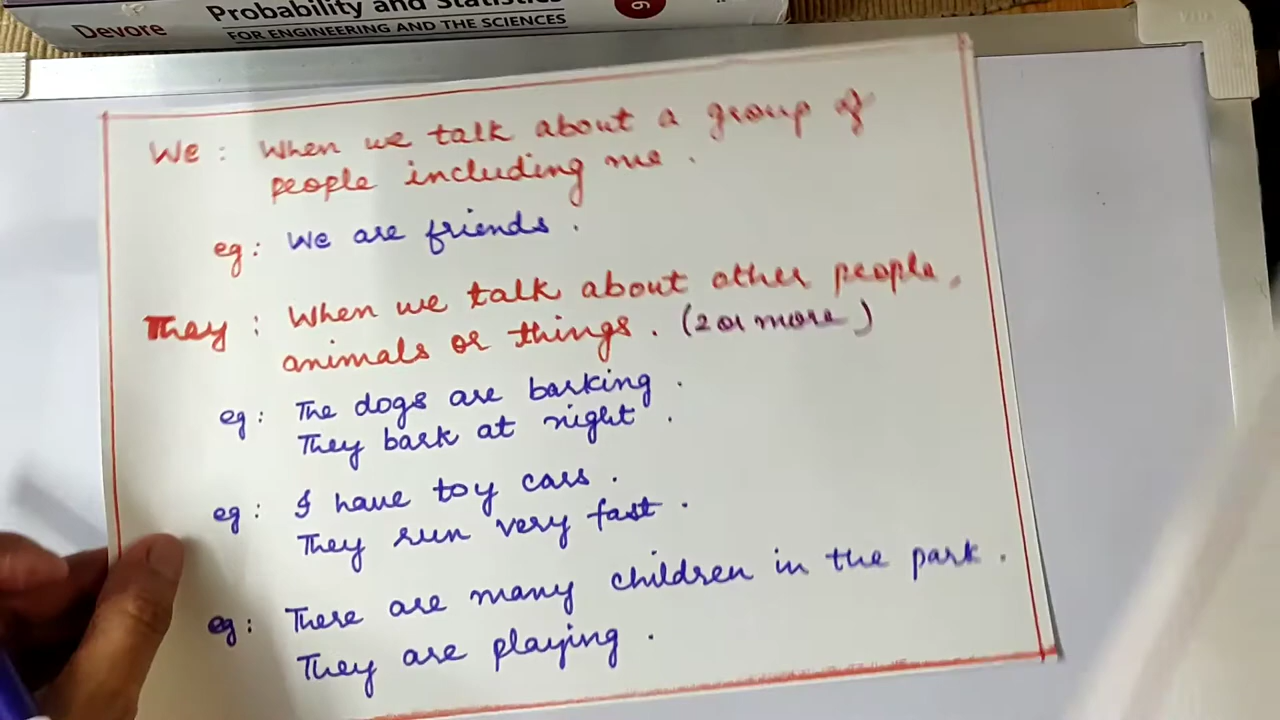 Devore
Probability and Statistics
FOR ENGINEERING AND THE SCIENCES
9
We : When we talk about a group of
people including me .
eg : We are friends .
They : When we talk about other people,
animals or things . (2 or more)
eg : The dogs are barking .
They bark at night .
eg : I have toy cars .
They run very fast .
eg : There are many children in the park .
They are playing .